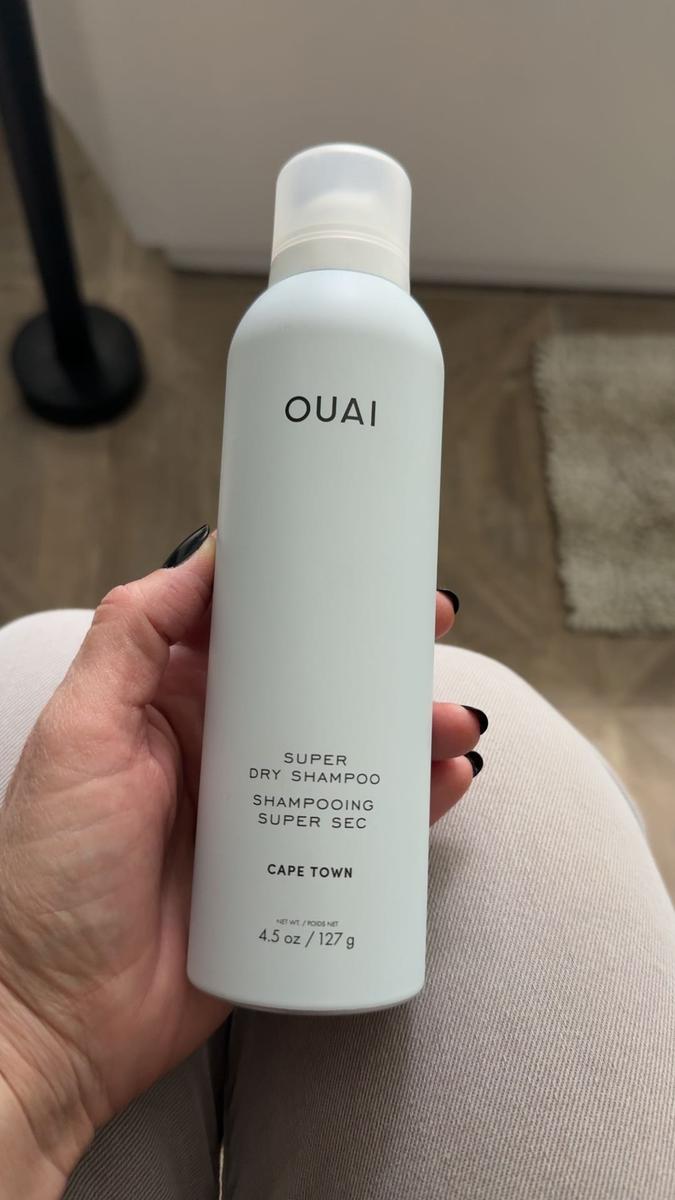 OUAI
SUPER
DRY SHAMPOO
SHAMPOOING
SUPER SEC
CAPE TOWN
NET WT. / POIDS NET
4.5 oz / 127 g